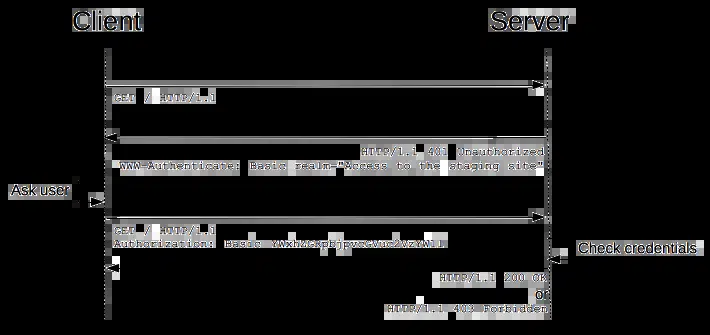 Client
Server
GET / HTTP/1.1
HTTP/1.1 401 Unauthorized
WWW-Authenticate: Basic realm="Access to the staging site"
Ask user
GET / HTTP/1.1
Authorization: Basic
Check credentials
HTTP/1.1 200 OK
or
HTTP/1.1 403 Forbidden